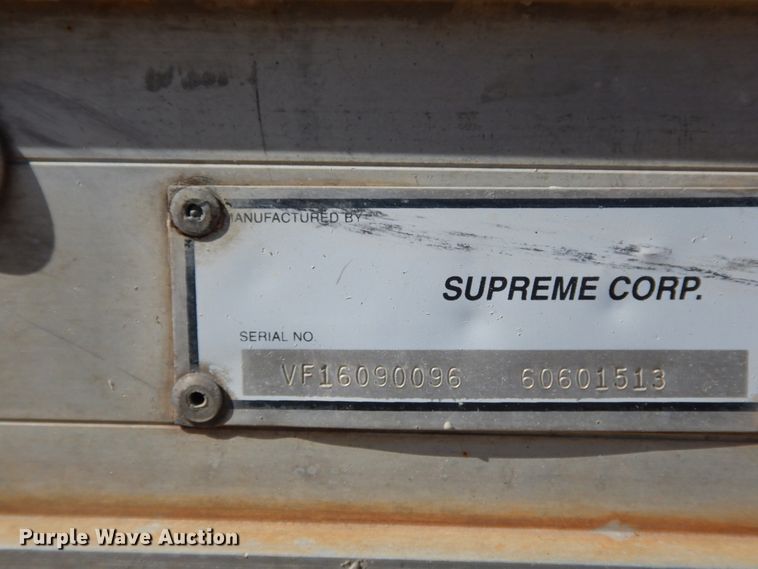 MANUFACTURED BY
SUPREME CORP.
SERIAL NO.
VF16090096 60601513
Purple Wave Auction